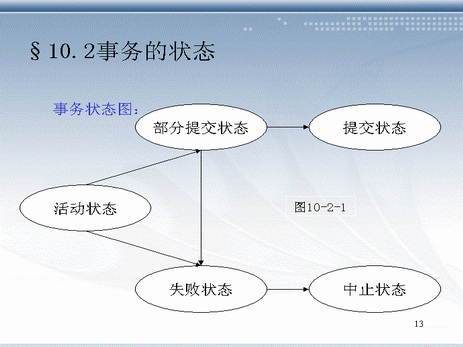 §10.2事务的状态
事务状态图：
部分提交状态
提交状态
活动状态
图10-2-1
失败状态
中止状态
13